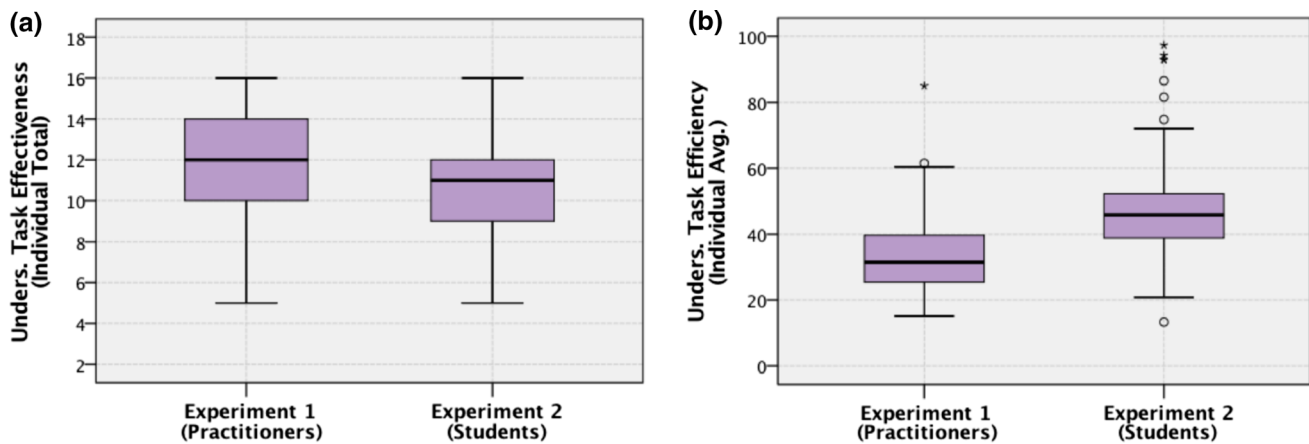 (a)
Unders. Task Effectiveness
(Individual Total)
18
16
14
12
10
8
6
4
2
Experiment 1
(Practitioners)
Experiment 2
(Students)
(b)
Unders. Task Efficiency
(Individual Avg.)
100
80
60
40
20
0
Experiment 1
(Practitioners)
Experiment 2
(Students)